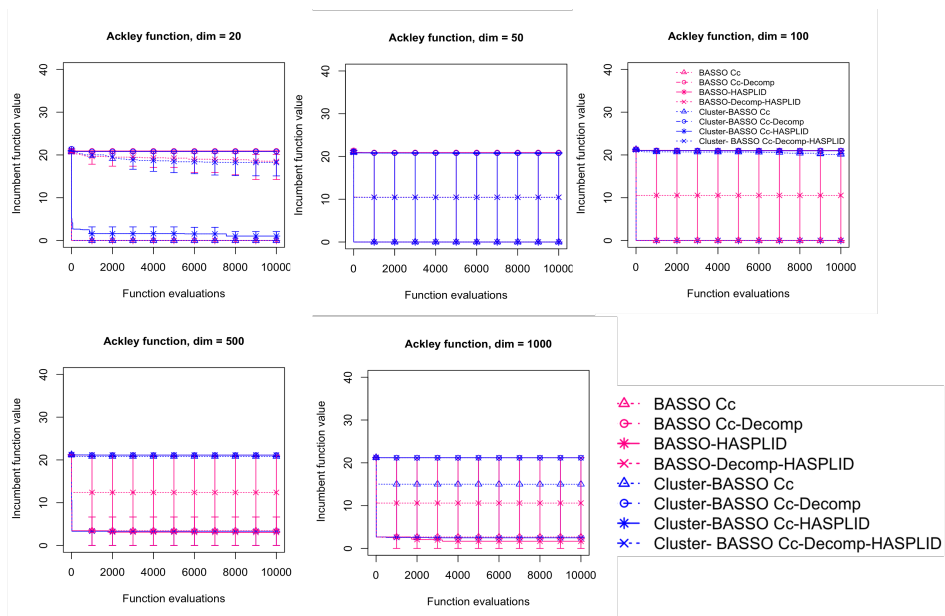 Ackley function, dim = 20
Incumbent function value
40
30
20
10
0
0 2000 4000 6000 8000 10000
Function evaluations
Ackley function, dim = 50
Incumbent function value
40
30
20
10
0
0 2000 4000 6000 8000 10000
Function evaluations
Ackley function, dim = 100
Incumbent function value
40
30
20
10
0
BASSO Cc
BASSO Cc-Decomp
BASSO-HASPLID
BASSO-Decomp-HASPLID
Cluster-BASSO Cc
Cluster-BASSO Cc-Decomp
Cluster-BASSO Cc-HASPLID
Cluster- BASSO Cc-Decomp-HASPLID
0 2000 4000 6000 8000 10000
Function evaluations
Ackley function, dim = 500
Incumbent function value
40
30
20
10
0
0 2000 4000 6000 8000 10000
Function evaluations
Ackley function, dim = 1000
Incumbent function value
40
30
20
10
0
0 2000 4000 6000 8000 10000
Function evaluations
BASSO Cc
BASSO Cc-Decomp
BASSO-HASPLID
BASSO-Decomp-HASPLID
Cluster-BASSO Cc
Cluster-BASSO Cc-Decomp
Cluster-BASSO Cc-HASPLID
Cluster- BASSO Cc-Decomp-HASPLID